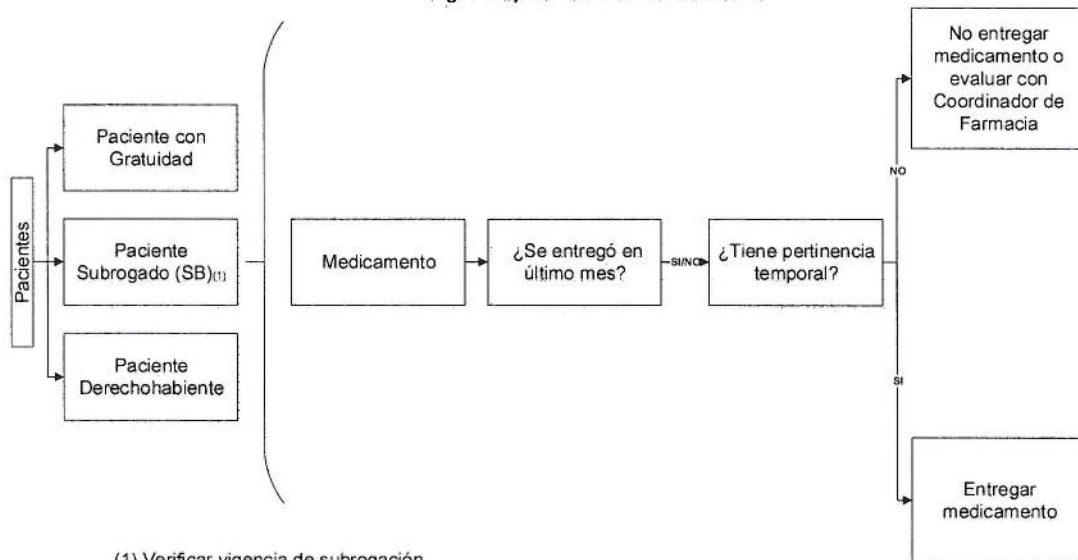 Pacientes
Paciente con
Gratuidad
Paciente
Subrogado (SB)(1)
Paciente
Derechohabiente
Medicamento
¿Se entregó en
último mes?
SI/NO
¿Tiene pertinencia
temporal?
NO
No entregar
medicamento o
evaluar con
Coordinador de
Farmacia
SI
Entregar
medicamento
(1) Verificar vigencia de subrogación